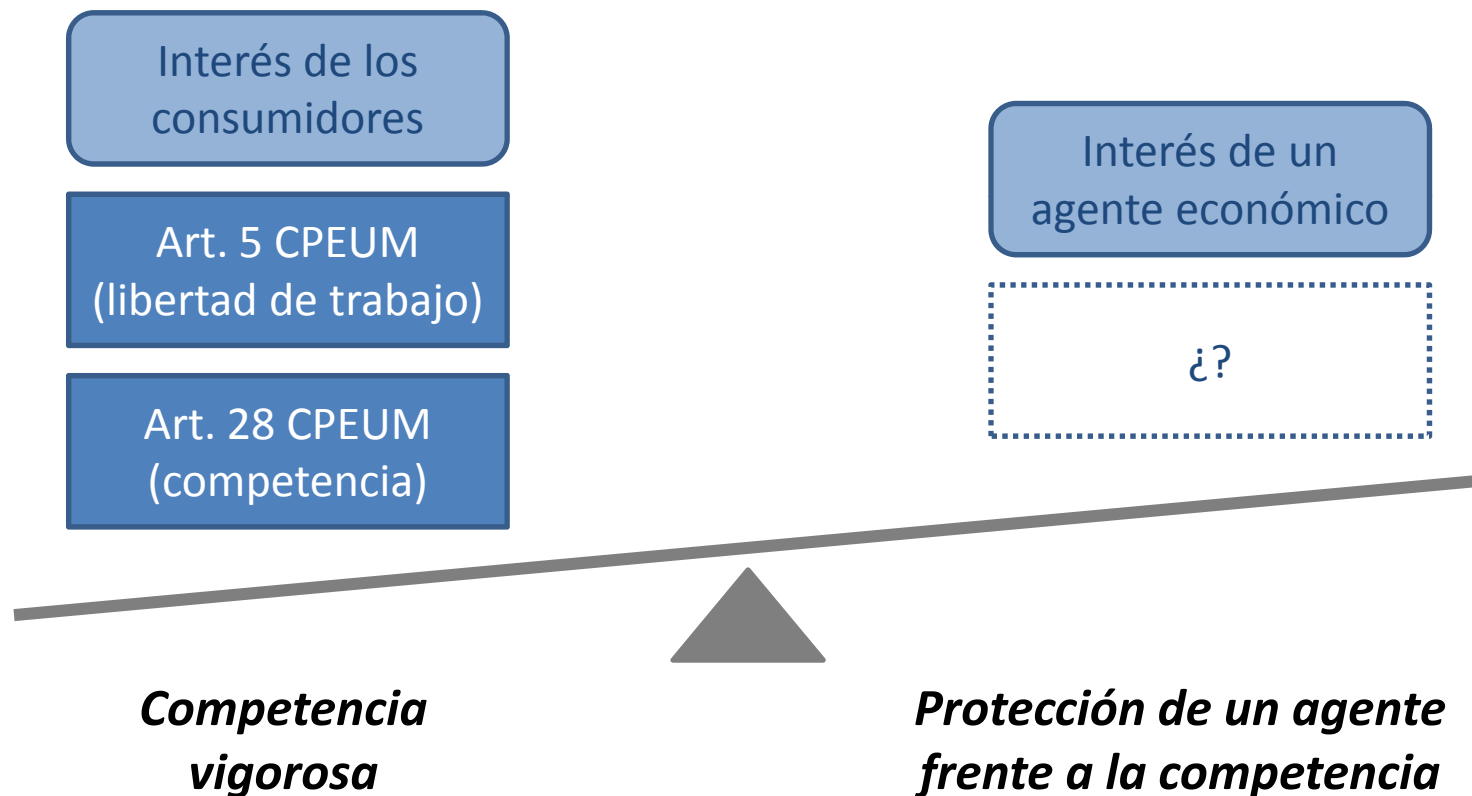 Interés de los
consumidores
Art. 5 CPEUM
(libertad de trabajo)
Art. 28 CPEUM
(competencia)
Interés de un
agente económico
¿?
Competencia
vigorosa
Protección de un agente
frente a la competencia